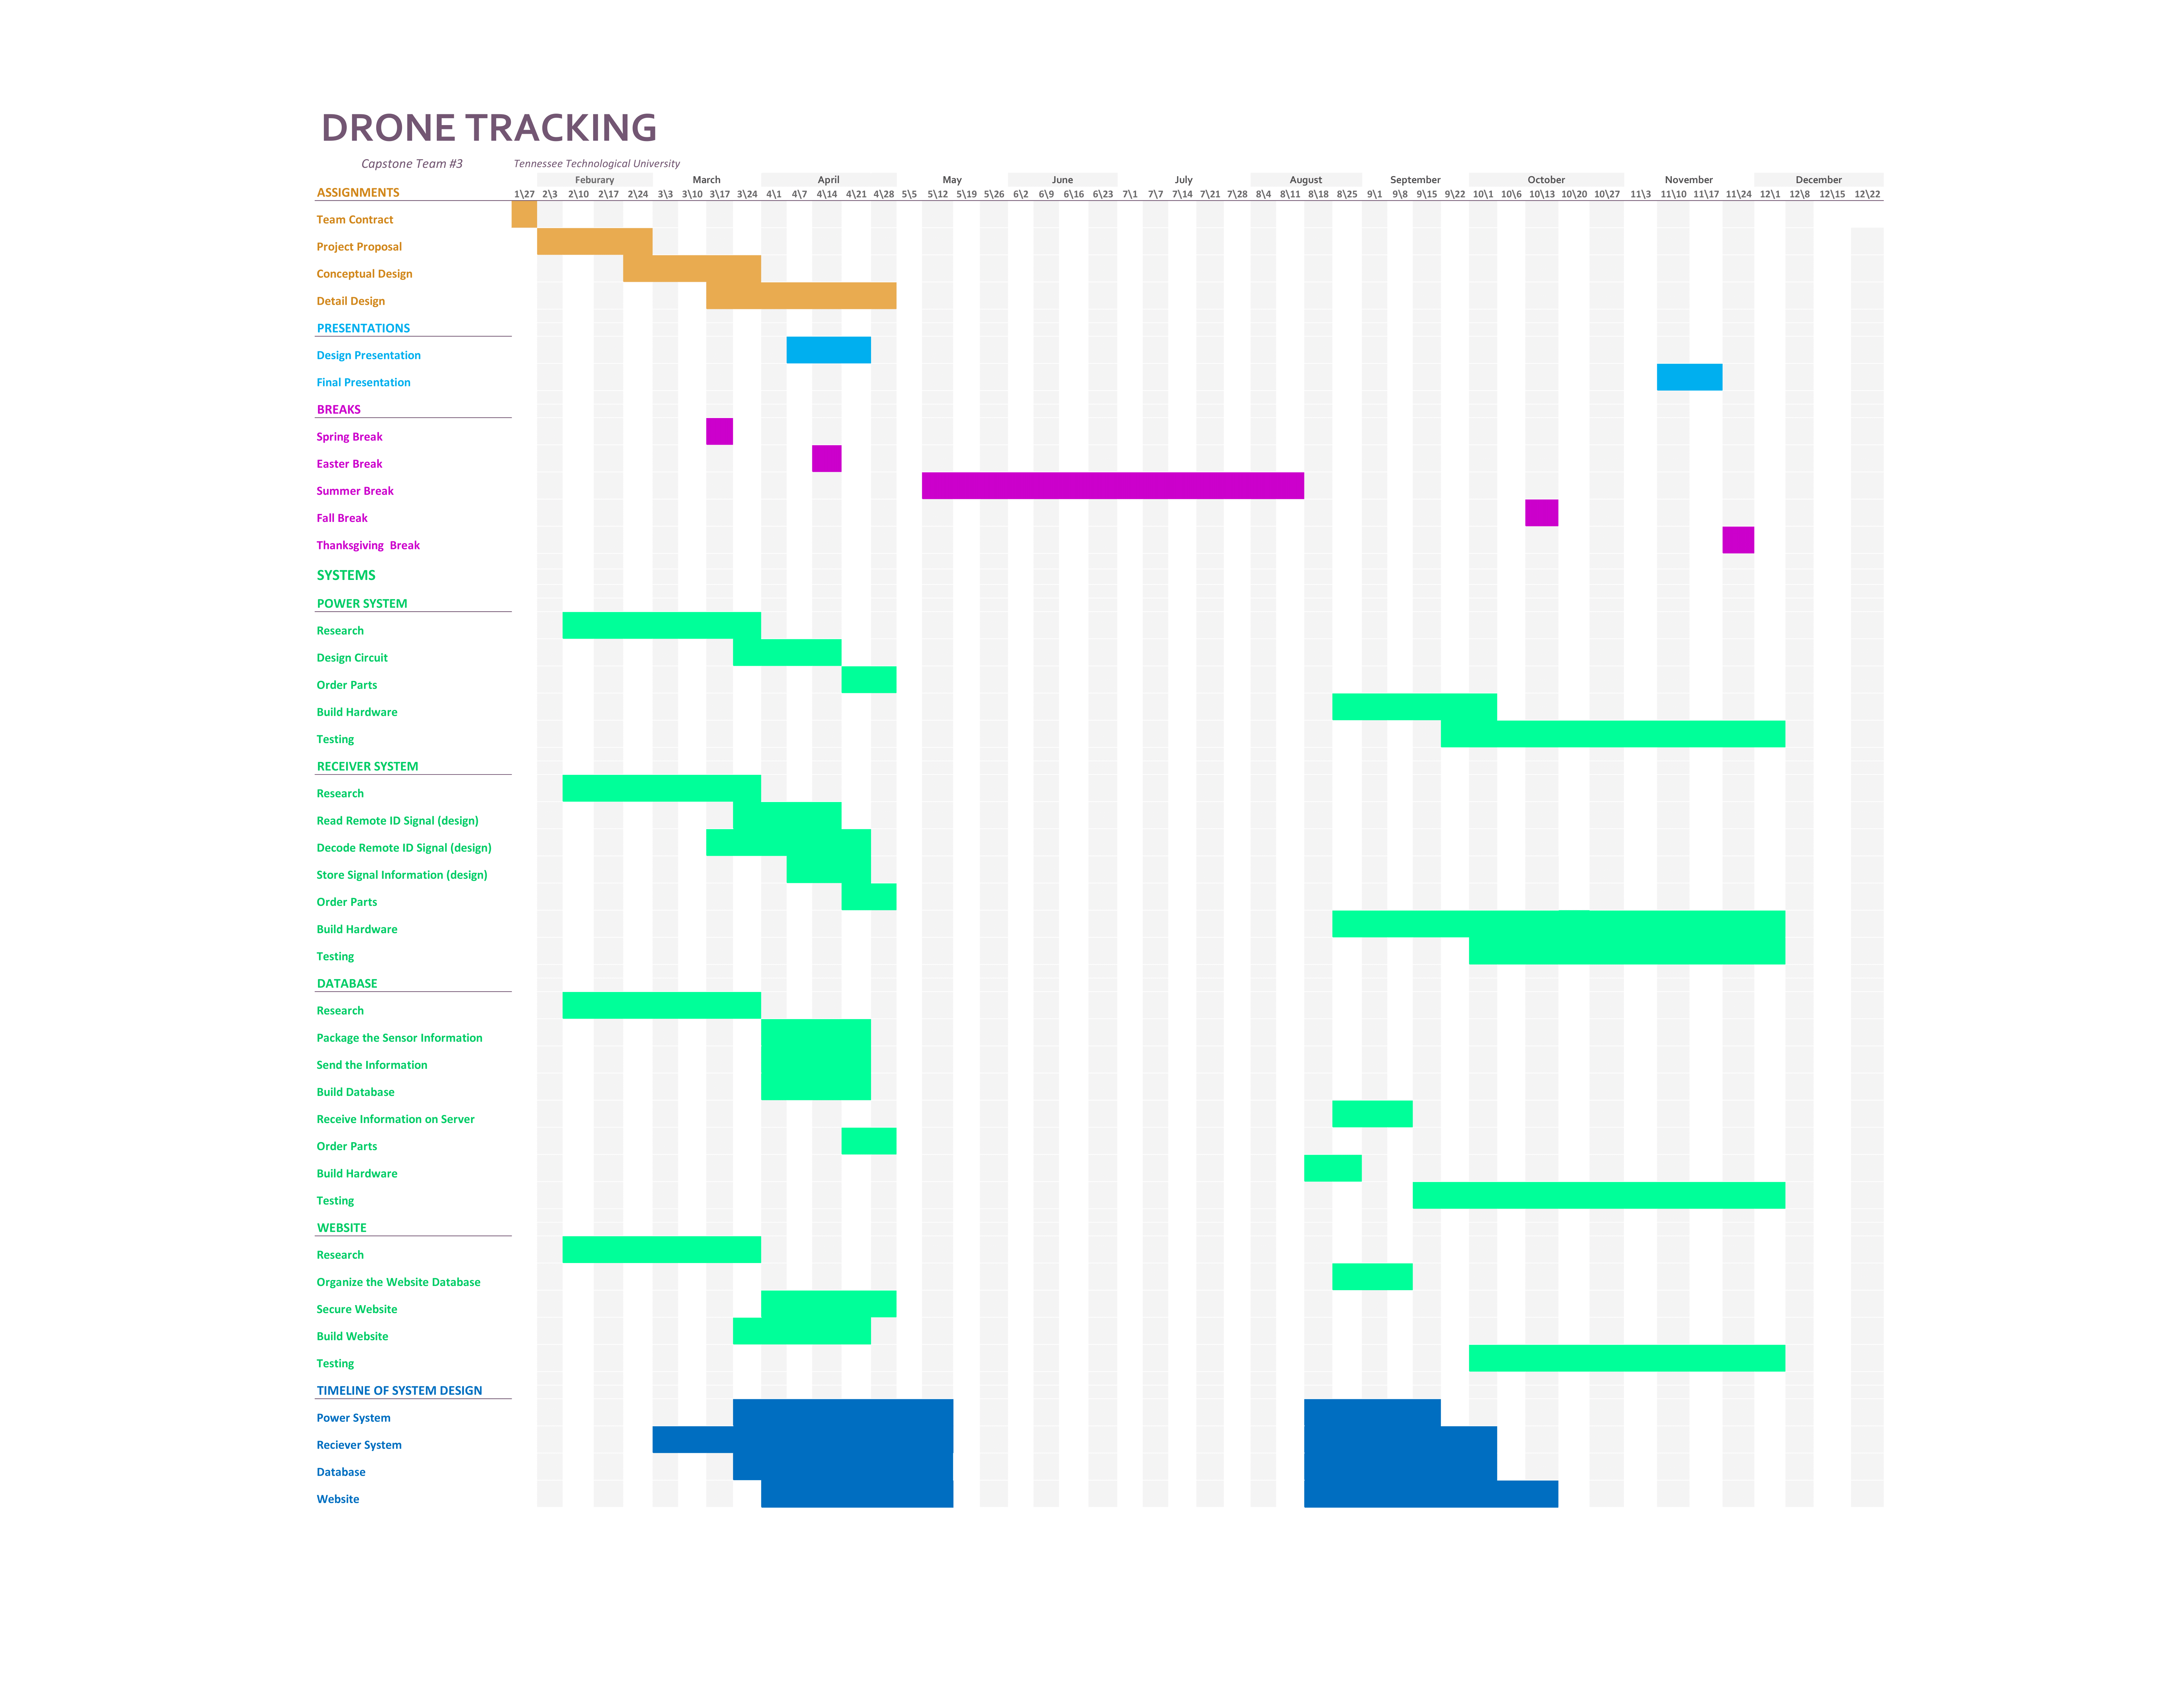 DRONE TRACKING
Capstone Team #3 Tennessee Technological University
Feburary March April May June July August September October November December
ASSIGNMENTS 1\27 2\3 2\10 2\17 2\24 3\3 3\10 3\17 3\24 4\1 4\7 4\14 4\21 4\28 5\5 5\12 5\19 5\26 6\2 6\9 6\16 6\23 7\1 7\7 7\14 7\21 7\28 8\4 8\11 8\18 8\25 9\1 9\8 9\15 9\22 10\1 10\6 10\13 10\20 10\27 11\3 11\10 11\17 11\24 12\1 12\8 12\15 12\22
Team Contract
Project Proposal
Conceptual Design
Detail Design
PRESENTATIONS
Design Presentation
Final Presentation
BREAKS
Spring Break
Easter Break
Summer Break
Fall Break
Thanksgiving  Break
SYSTEMS
POWER SYSTEM
Research
Design Circuit
Order Parts
Build Hardware
Testing
RECEIVER SYSTEM
Research
Read Remote ID Signal (design)
Decode Remote ID Signal (design)
Store Signal Information (design)
Order Parts
Build Hardware
Testing
DATABASE
Research
Package the Sensor Information
Send the Information
Build Database
Receive Information on Server
Order Parts
Build Hardware
Testing
WEBSITE
Research
Organize the Website Database
Secure Website
Build Website
Testing
TIMELINE OF SYSTEM DESIGN
Power System
Reciever System
Database
Website